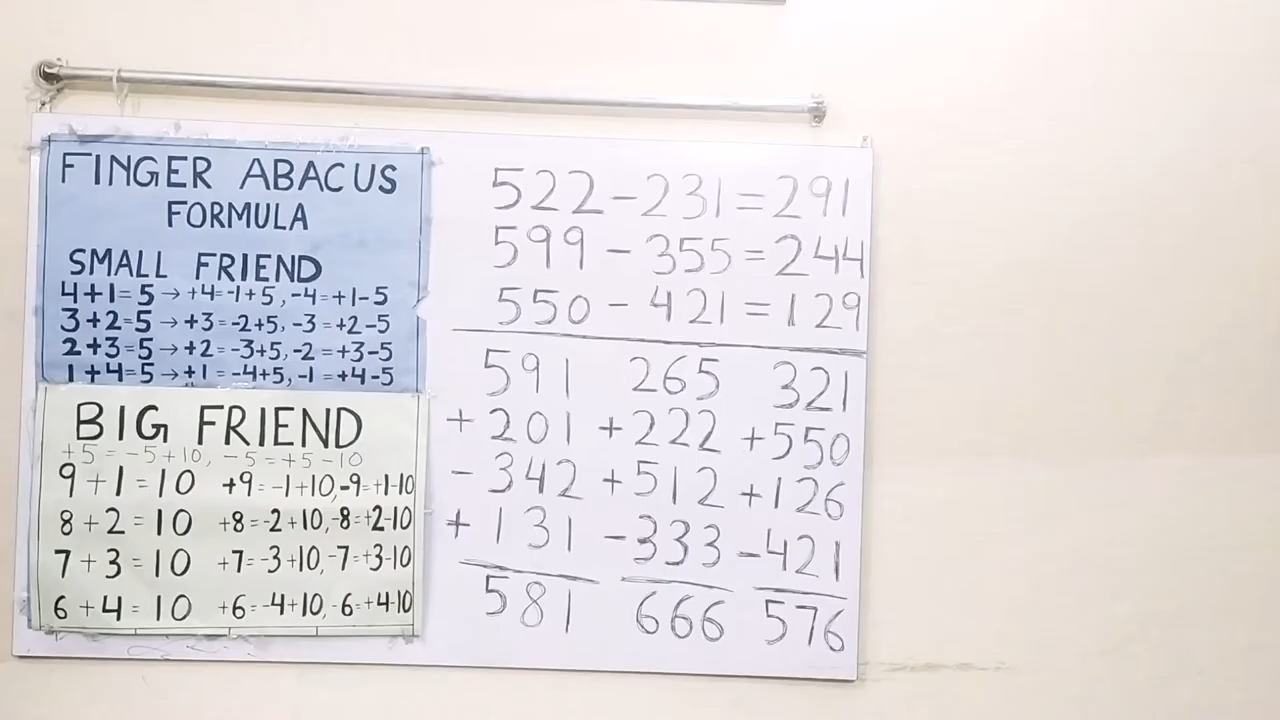 FINGER ABACUS
FORMULA
SMALL FRIEND
4+1=5→+4=-1+5,-4=+1-5
3+2=5→+3=-2+5,-3=+2-5
2+3=5→+2=-3+5,-2=+3-5
1+4=5→+1=-4+5,-1=+4-5
BIG FRIEND
+5=-5+10,-5=+5-10
9+1=10 +9=-1+10,-9=+1-10
8+2=10 +8=-2+10,-8=+2-10
7+3=10 +7=-3+10,-7=+3-10
6+4=10 +6=-4+10,-6=+4-10
522-231=291
599-355=244
550-421=129
591 265 321
+201 +222 +550
-342 +512 +126
+131 -333 -421
581 666 576